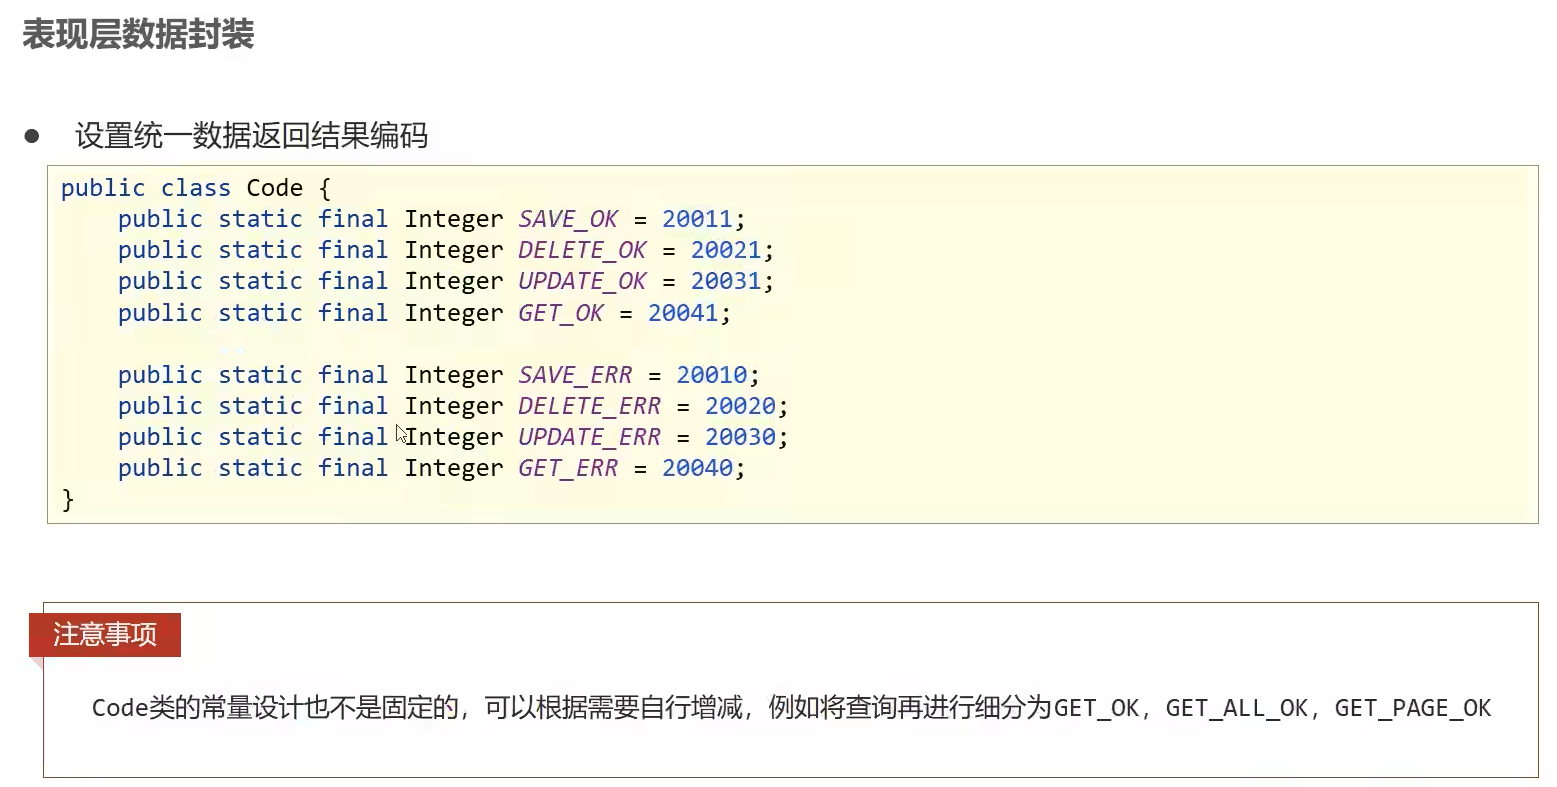 表现层数据封装
● 设置统一数据返回结果编码
public class Code {
    public static final Integer SAVE_OK = 20011;
    public static final Integer DELETE_OK = 20021;
    public static final Integer UPDATE_OK = 20031;
    public static final Integer GET_OK = 20041;
    public static final Integer SAVE_ERR = 20010;
    public static final Integer DELETE_ERR = 20020;
    public static final Integer UPDATE_ERR = 20030;
    public static final Integer GET_ERR = 20040;
}
注意事项
Code类的常量设计也不是固定的，可以根据需要自行增减，例如将查询再进行细分为GET_OK，GET_ALL_OK，GET_PAGE_OK